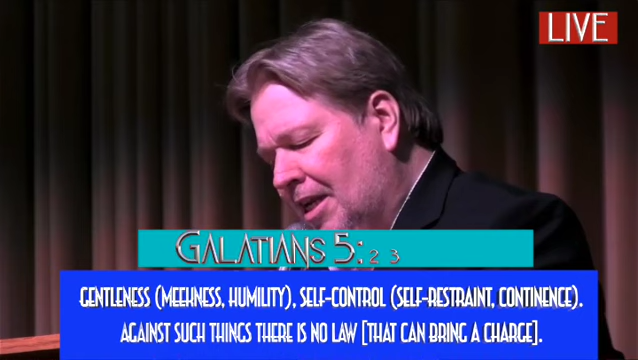 LIVE
GALATIANS 5:23
GENTLENESS (MEEKNESS, HUMILITY), SELF-CONTROL (SELF-RESTRAINT, CONTINENCE).
AGAINST SUCH THINGS THERE IS NO LAW [THAT CAN BRING A CHARGE].